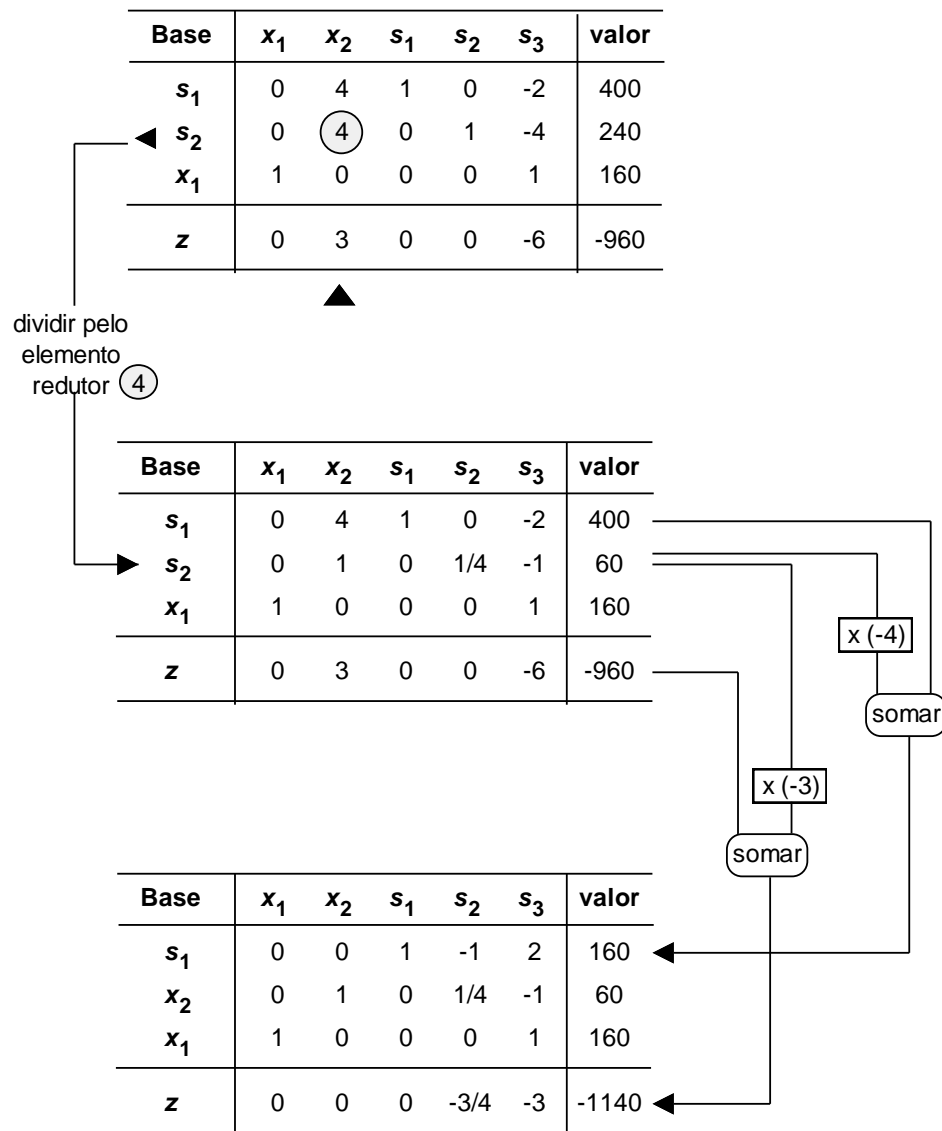 Base x1 x2 s1 s2 s3 valor
s1 0 4 1 0 -2 400
s2 0 4 0 1 -4 240
x1 1 0 0 0 1 160
z 0 3 0 0 -6 -960
dividir pelo
elemento
redutor 4
Base x1 x2 s1 s2 s3 valor
s1 0 4 1 0 -2 400
s2 0 1 0 1/4 -1 60
x1 1 0 0 0 1 160
x (-4)
z 0 3 0 0 -6 -960
somar
x (-3)
somar
Base x1 x2 s1 s2 s3 valor
s1 0 0 1 -1 2 160
x2 0 1 0 1/4 -1 60
x1 1 0 0 0 1 160
z 0 0 0 -3/4 -3 -1140